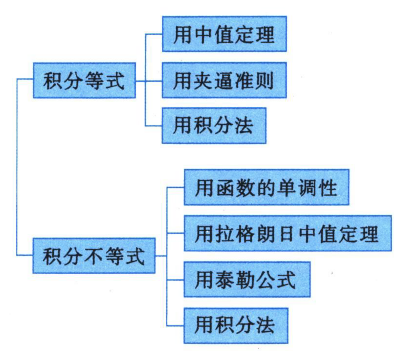 用中值定理
积分等式
用夹逼准则
用积分法
用函数的单调性
用拉格朗日中值定理
积分不等式
用泰勒公式
用积分法